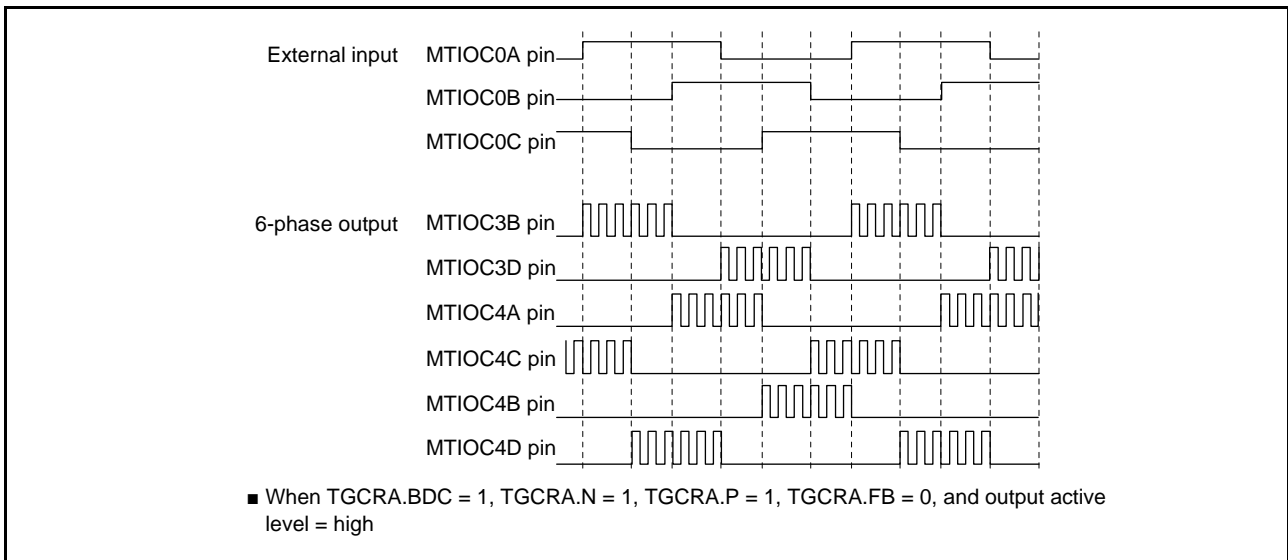 External input MTIOC0A pin
MTIOC0B pin
MTIOC0C pin
6-phase output MTIOC3B pin
MTIOC3D pin
MTIOC4A pin
MTIOC4C pin
MTIOC4B pin
MTIOC4D pin
■ When TGCRA.BDC = 1, TGCRA.N = 1, TGCRA.P = 1, TGCRA.FB = 0, and output active
level = high